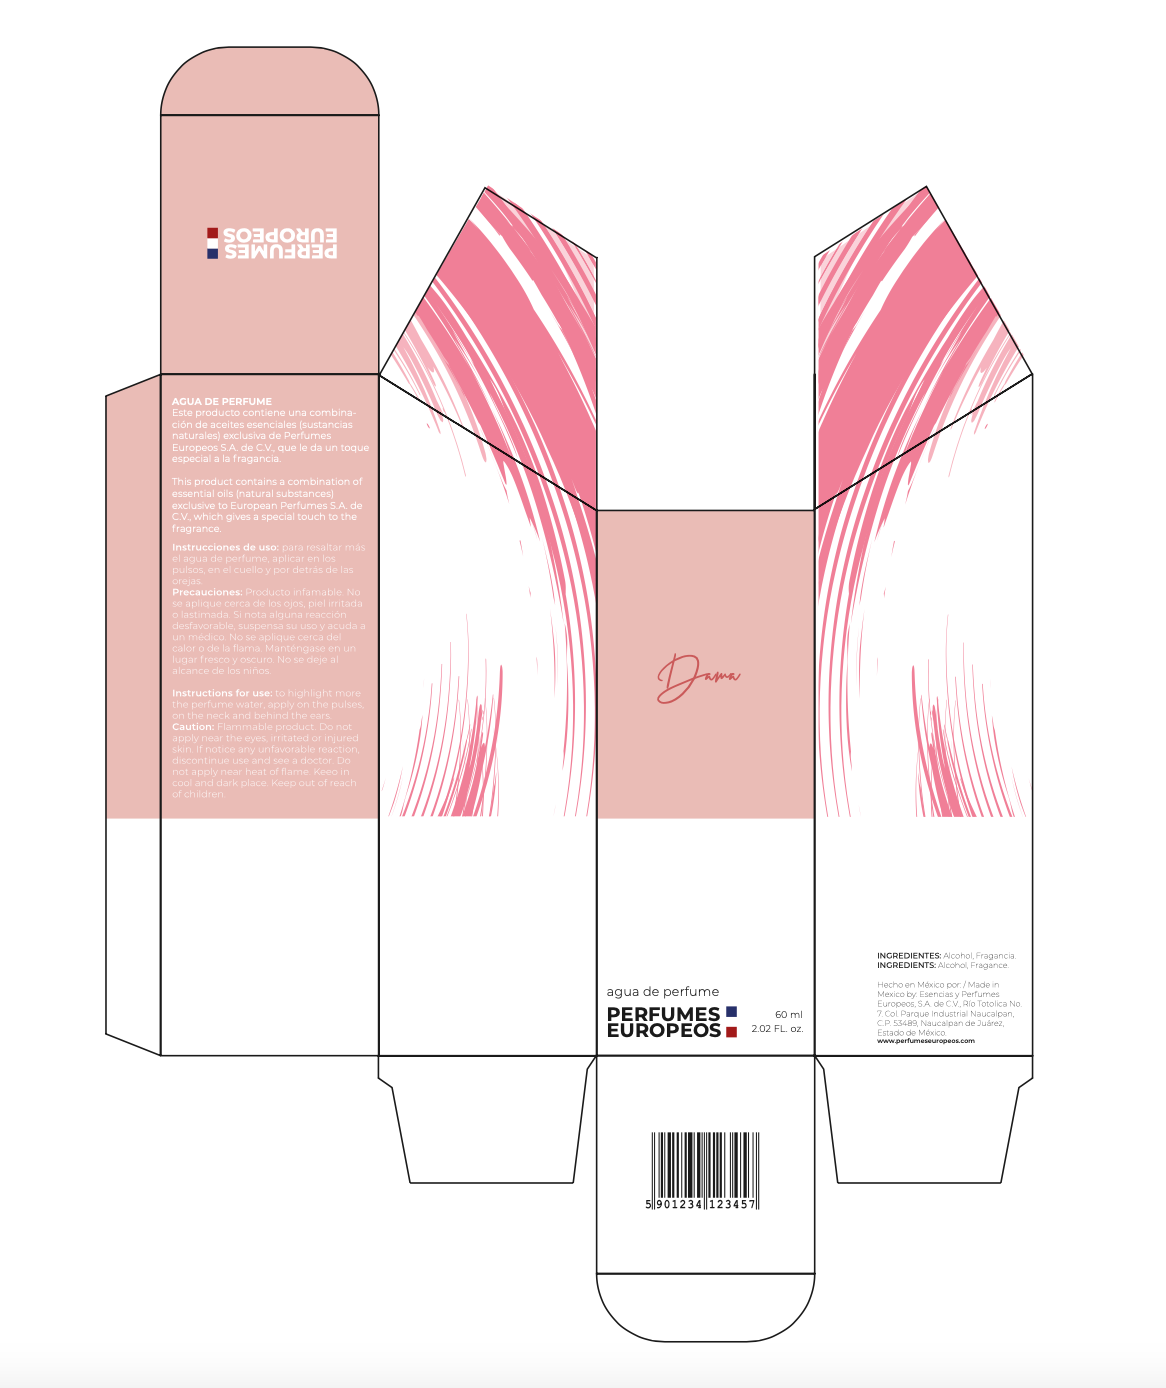 PERFUMES
EUROPEOS
AGUA DE PERFUME
Este producto contiene una combina-
ción de aceites esenciales (sustancias
naturales) exclusiva de Perfumes
Europeos S.A. de C.V., que le da un toque
especial a la fragancia.
This product contains a combination of
essential oils (natural substances)
exclusive to European Perfumes S.A. de
C.V., which gives a special touch to the
fragrance.
Instrucciones de uso: para resaltar más
el agua de perfume, aplicar en los
pulsos, en el cuello y por detrás de las
orejas.
Precauciones: Producto infamable. No
se aplique cerca de los ojos, piel irritada
o lastimada. Si nota alguna reacción
desfavorable, suspensa su uso y acuda a
un médico. No se aplique cerca del
calor o de la flama. Manténgase en un
lugar fresco y oscuro. No se deje al
alcance de los niños.
Instructions for use: to highlight more
the perfume water, apply on the pulses,
on the neck and behind the ears.
Caution: Flammable product. Do not
apply near the eyes, irritated or injured
skin. If notice any unfavorable reaction,
discontinue use and see a doctor. Do
not apply near heat of flame. Keep in
cool and dark place. Keep out of reach
of children.
Dama
agua de perfume
PERFUMES
EUROPEOS
60 ml
2.02 FL. oz.
INGREDIENTES: Alcohol, Fragancia.
INGREDIENTS: Alcohol, Fragance.
Hecho en México por: / Made in
Mexico by: Esencias y Perfumes
Europeos, S.A. de C.V., Río Totolica No.
7. Col. Parque Industrial Naucalpan,
C.P. 53489, Naucalpan de Juárez,
Estado de México.
www.perfumeseuropeos.com
5 901234 123457